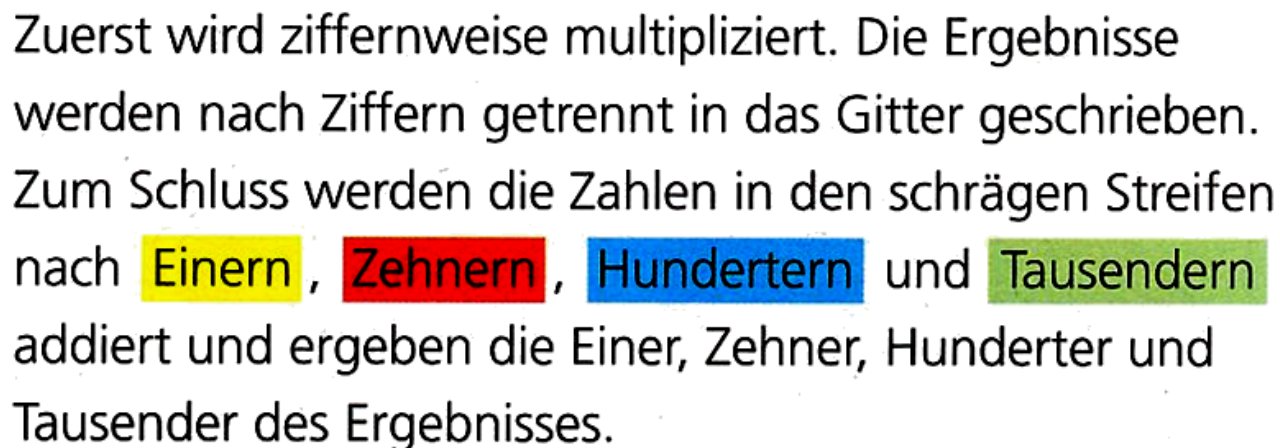 Zuerst wird ziffernweise multipliziert. Die Ergebnisse
werden nach Ziffern getrennt in das Gitter geschrieben.
Zum Schluss werden die Zahlen in den schrägen Streifen
nach Einern, Zehnern, Hundertern und Tausendern
addiert und ergeben die Einer, Zehner, Hunderter und
Tausender des Ergebnisses.